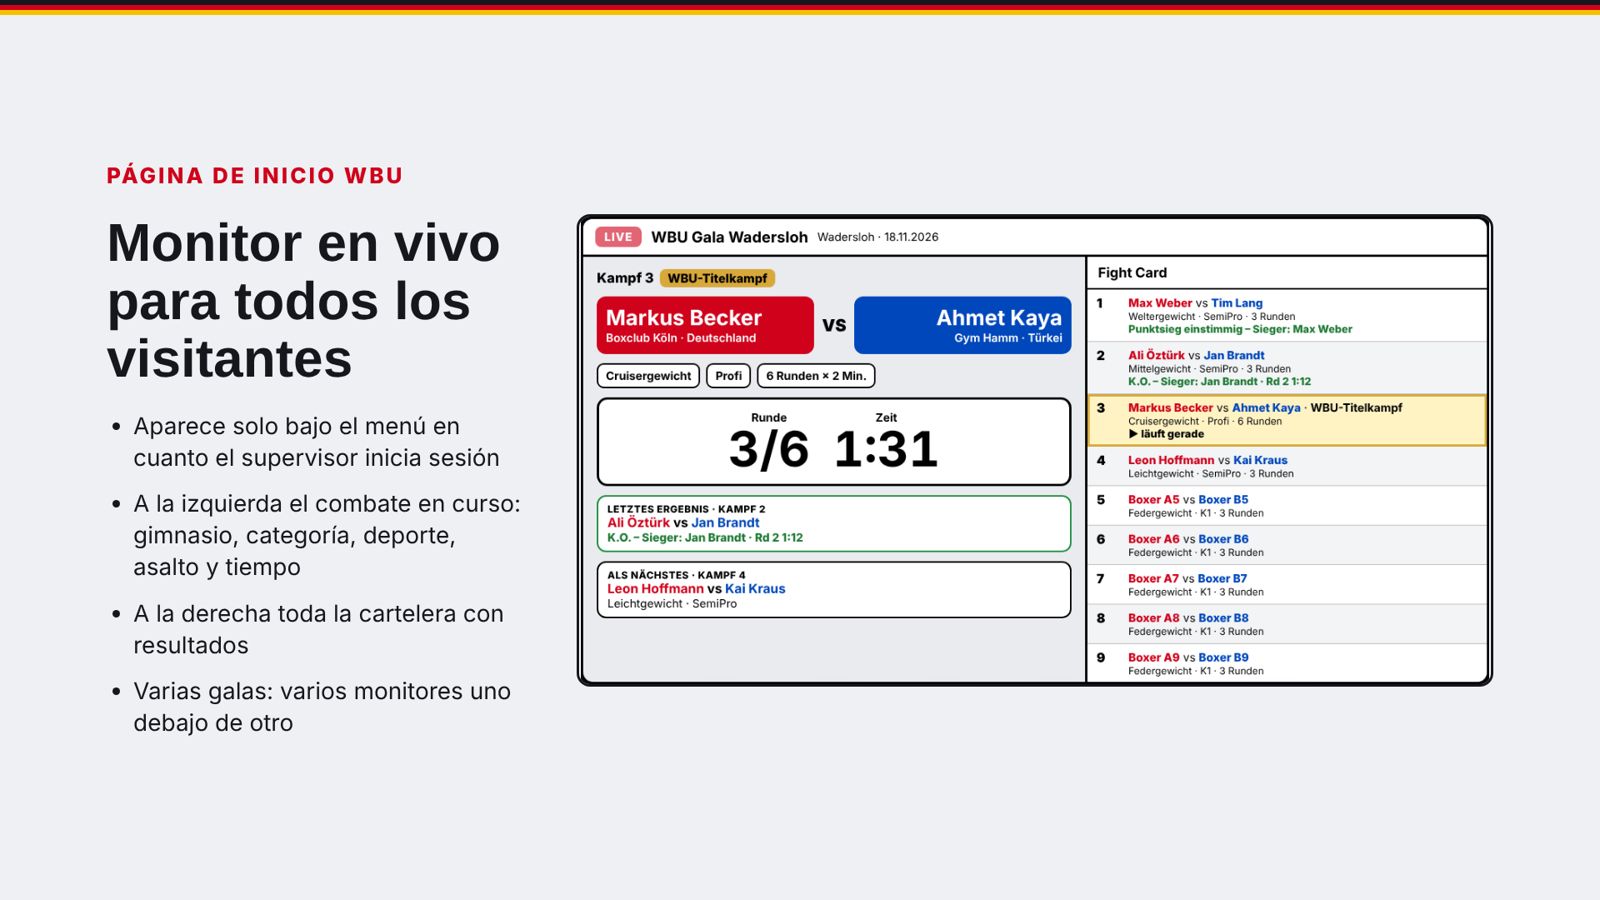 PÁGINA DE INICIO WBU
Monitor en vivo
para todos los
visitantes
• Aparece solo bajo el menú en
cuanto el supervisor inicia sesión
• A la izquierda el combate en curso:
gimnasio, categoría, deporte,
asalto y tiempo
• A la derecha toda la cartelera con
resultados
• Varias galas: varios monitores uno
debajo de otro
LIVE WBU Gala Wadersloh Wadersloh · 18.11.2026
Kampf 3 WBU-Titelkampf
Markus Becker
Boxclub Köln · Deutschland
vs
Ahmet Kaya
Gym Hamm · Türkei
Cruisergewicht Profi 6 Runden × 2 Min.
Runde Zeit
3/6 1:31
LETZTES ERGEBNIS · KAMPF 2
Ali Öztürk vs Jan Brandt
K.O. – Sieger: Jan Brandt · Rd 2 1:12
ALS NÄCHSTES · KAMPF 4
Leon Hoffmann vs Kai Kraus
Leichtgewicht · SemiPro
Fight Card
1 Max Weber vs Tim Lang
Weltergewicht · SemiPro · 3 Runden
Punktsieg einstimmig – Sieger: Max Weber
2 Ali Öztürk vs Jan Brandt
Mittelgewicht · SemiPro · 3 Runden
K.O. – Sieger: Jan Brandt · Rd 2 1:12
3 Markus Becker vs Ahmet Kaya · WBU-Titelkampf
Cruisergewicht · Profi · 6 Runden
▶ läuft gerade
4 Leon Hoffmann vs Kai Kraus
Leichtgewicht · SemiPro · 3 Runden
5 Boxer A5 vs Boxer B5
Federgewicht · K1 · 3 Runden
6 Boxer A6 vs Boxer B6
Federgewicht · K1 · 3 Runden
7 Boxer A7 vs Boxer B7
Federgewicht · K1 · 3 Runden
8 Boxer A8 vs Boxer B8
Federgewicht · K1 · 3 Runden
9 Boxer A9 vs Boxer B9
Federgewicht · K1 · 3 Runden